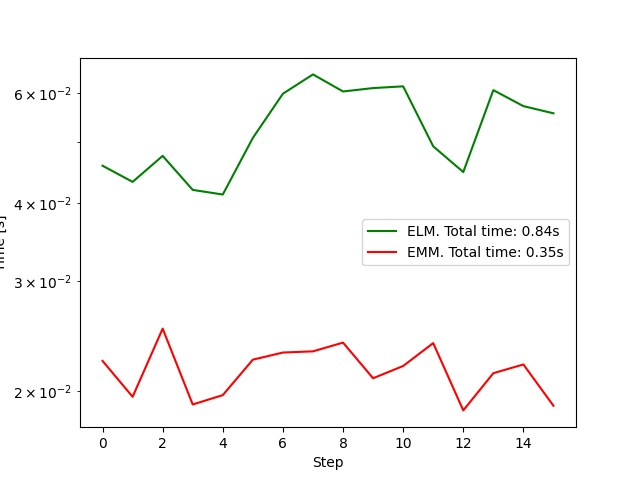 6 × 10⁻²
4 × 10⁻²
3 × 10⁻²
2 × 10⁻²
Time [s]
ELM. Total time: 0.84s
EMM. Total time: 0.35s
0 2 4 6 8 10 12 14
Step